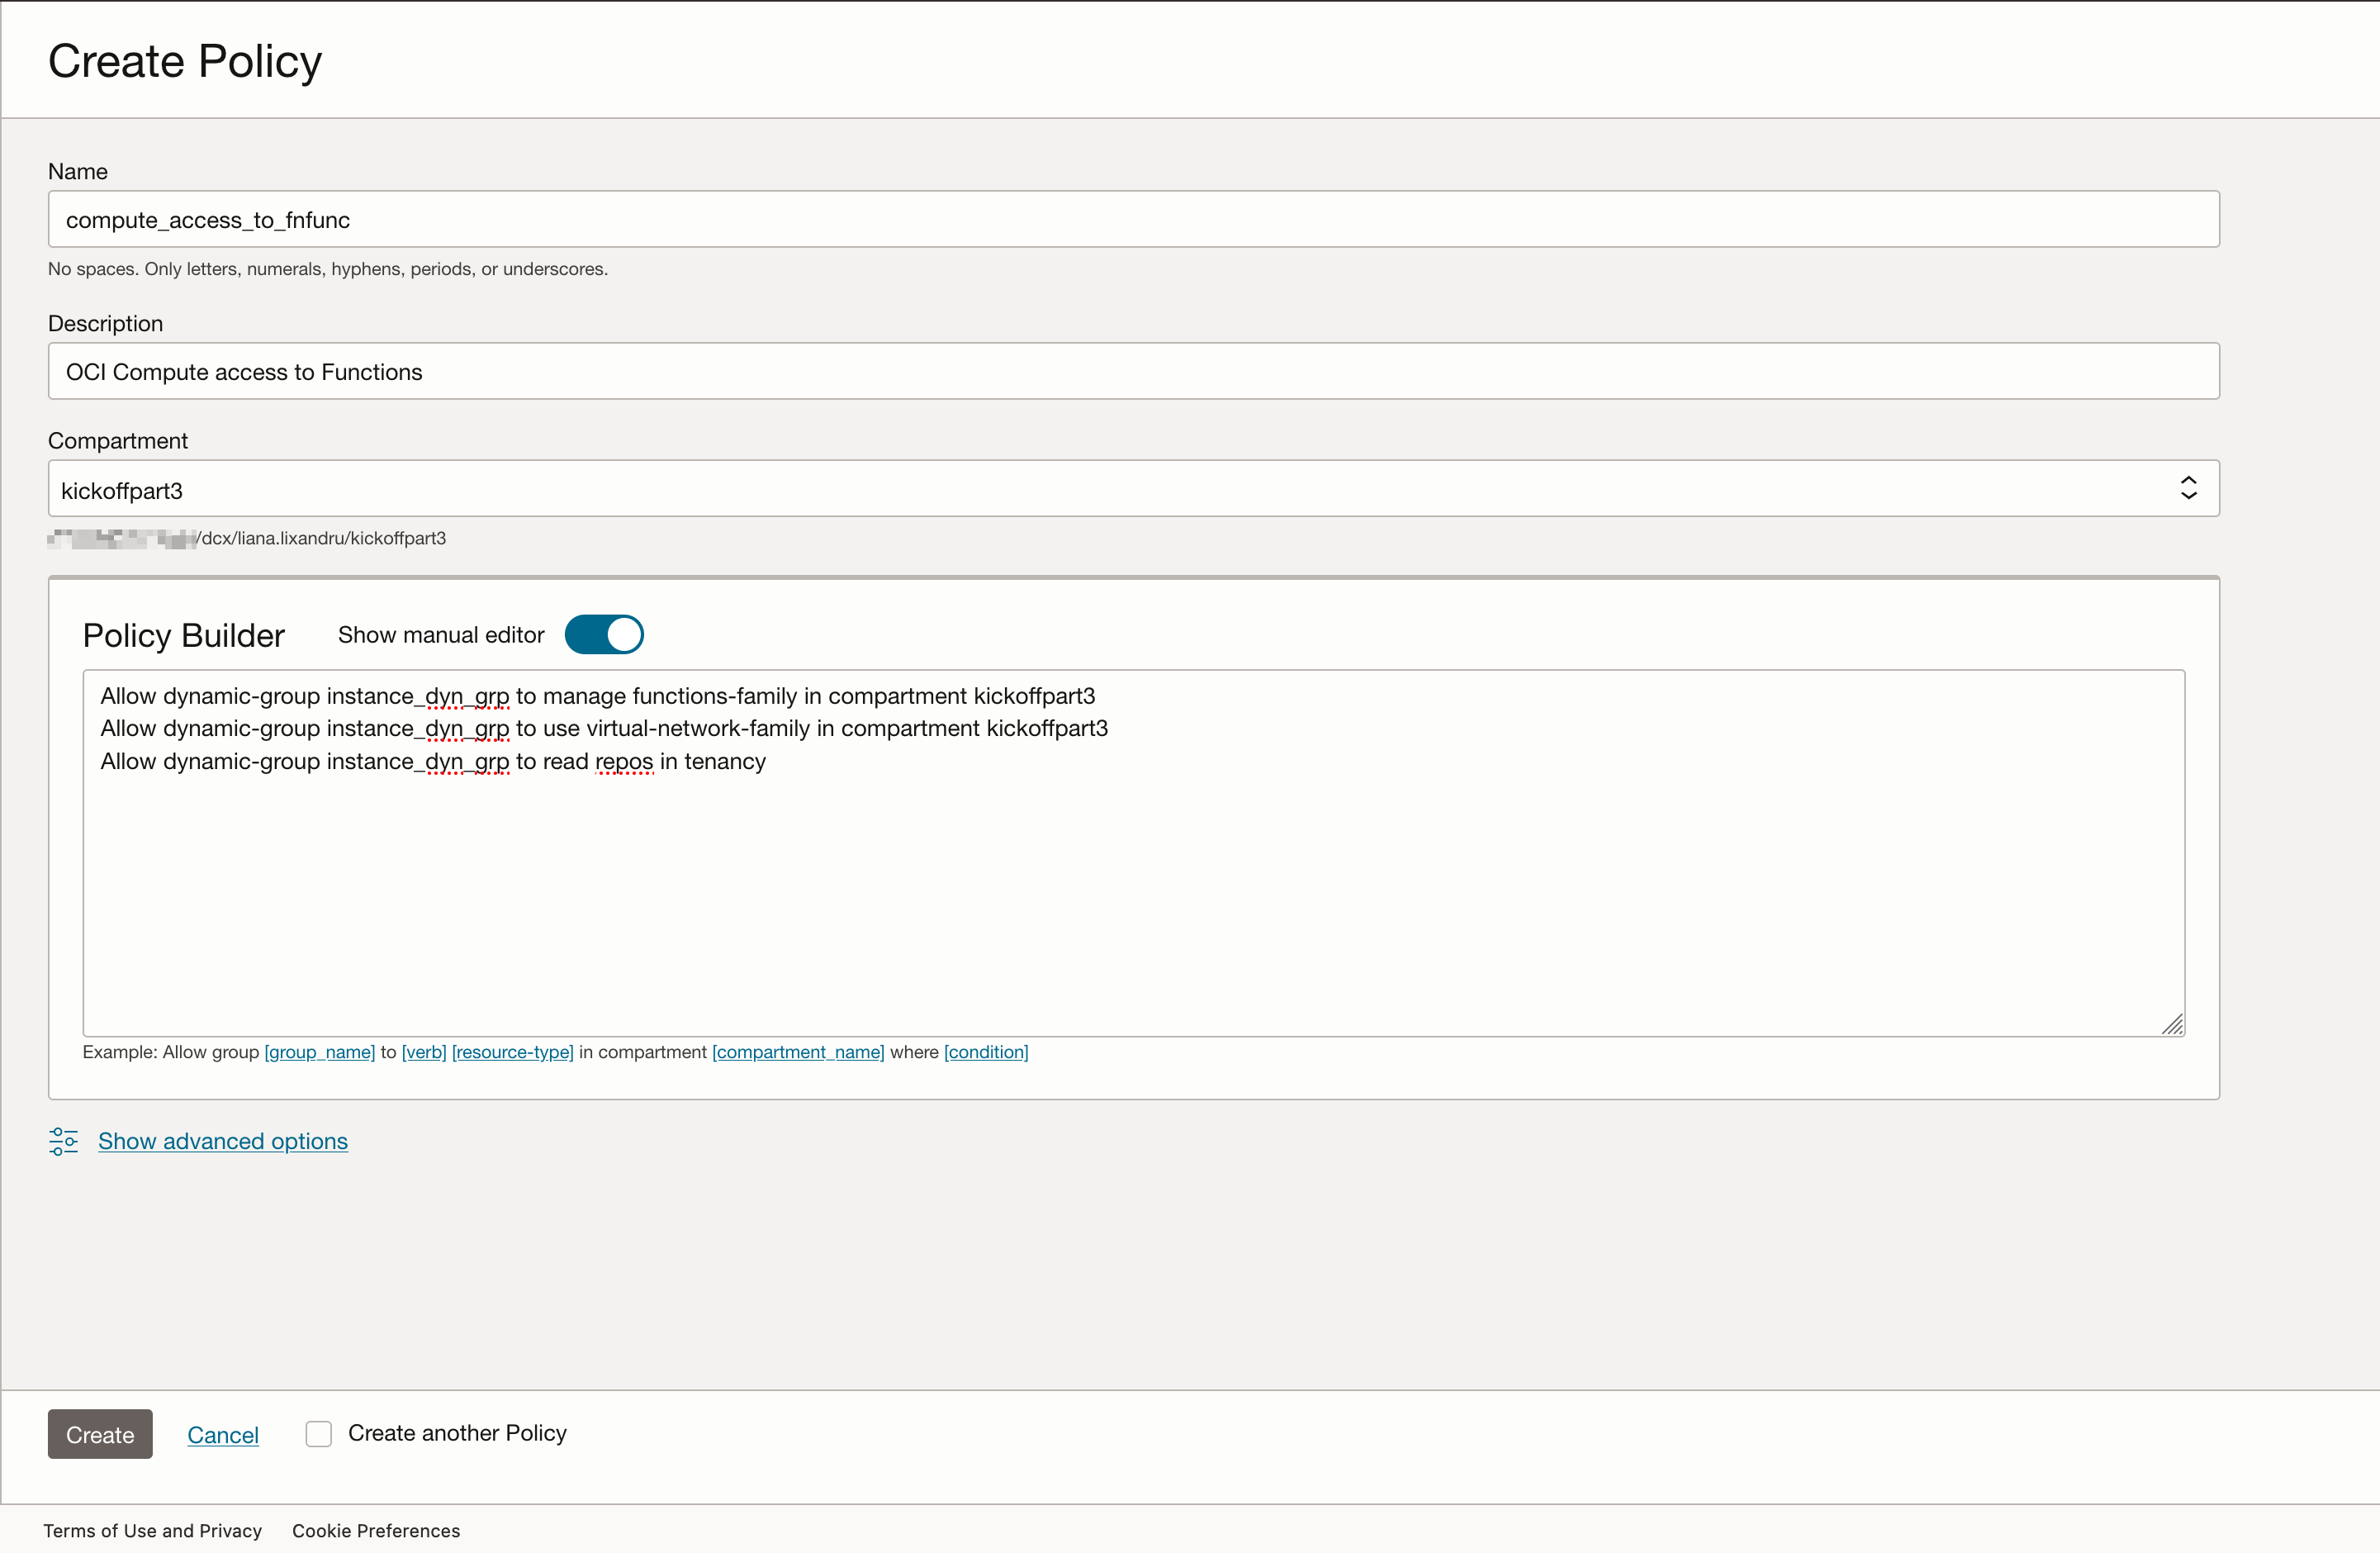 Create Policy
Name
compute_access_to_fnfunc
No spaces. Only letters, numerals, hyphens, periods, or underscores.
Description
OCI Compute access to Functions
Compartment
kickoffpart3
/dcx/liana.lixandru/kickoffpart3
Policy Builder Show manual editor
Allow dynamic-group instance_dyn_grp to manage functions-family in compartment kickoffpart3
Allow dynamic-group instance_dyn_grp to use virtual-network-family in compartment kickoffpart3
Allow dynamic-group instance_dyn_grp to read repos in tenancy
Example: Allow group [group_name] to [verb] [resource-type] in compartment [compartment_name] where [condition]
Show advanced options
Create Cancel Create another Policy
Terms of Use and Privacy Cookie Preferences